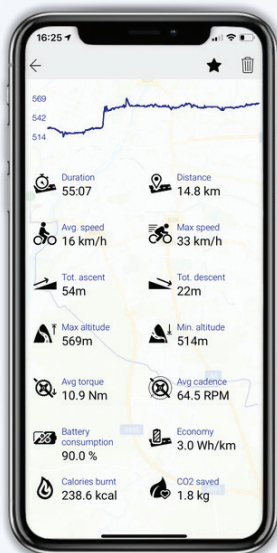 16:25
569
542
514
Duration
55:07
Distance
14.8 km
Avg. speed
16 km/h
Max speed
33 km/h
Tot. ascent
54m
Tot. descent
22m
Max altitude
569m
Min. altitude
514m
Avg torque
10.9 Nm
Avg cadence
64.5 RPM
Battery
consumption
90.0 %
Economy
3.0 Wh/km
Calories burnt
238.6 kcal
CO2 saved
1.8 kg